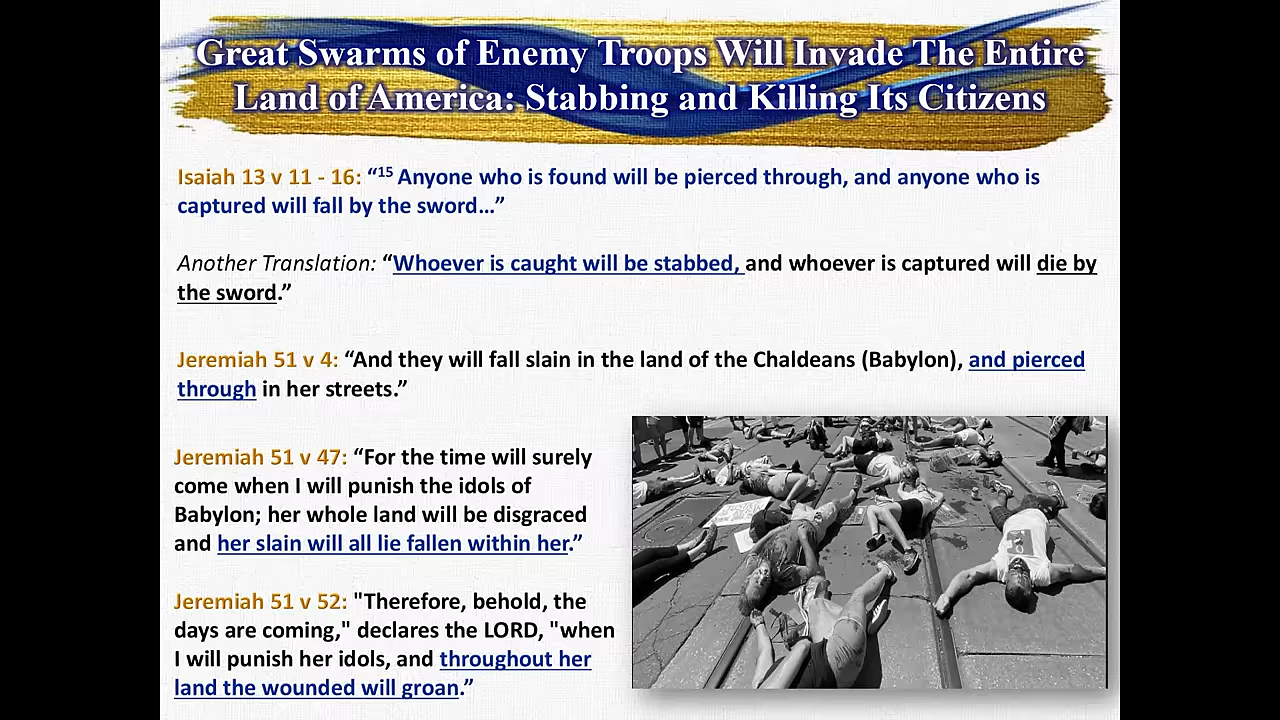 Great Swarms of Enemy Troops Will Invade The Entire
Land of America: Stabbing and Killing Its Citizens
Isaiah 13 v 11 - 16: “15 Anyone who is found will be pierced through, and anyone who is
captured will fall by the sword…”
Another Translation: “Whoever is caught will be stabbed, and whoever is captured will die by
the sword.”
Jeremiah 51 v 4: “And they will fall slain in the land of the Chaldeans (Babylon), and pierced
through in her streets.”
Jeremiah 51 v 47: “For the time will surely
come when I will punish the idols of
Babylon; her whole land will be disgraced
and her slain will all lie fallen within her.”
Jeremiah 51 v 52: "Therefore, behold, the
days are coming," declares the LORD, "when
I will punish her idols, and throughout her
land the wounded will groan.”